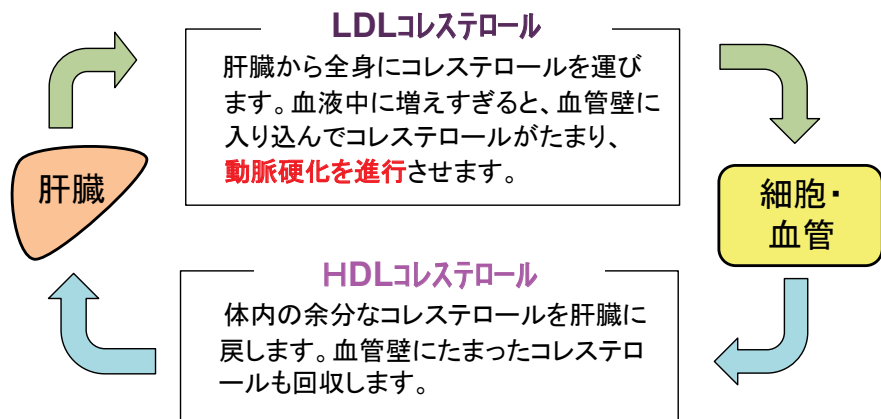 LDLコレステロール
肝臓から全身にコレステロールを運び
ます。血液中に増えすぎると、血管壁に
入り込んでコレステロールがたまり、
動脈硬化を進行させます。
肝臓
細胞・
血管
HDLコレステロール
体内の余分なコレステロールを肝臓に
戻します。血管壁にたまったコレステロ
ールも回収します。